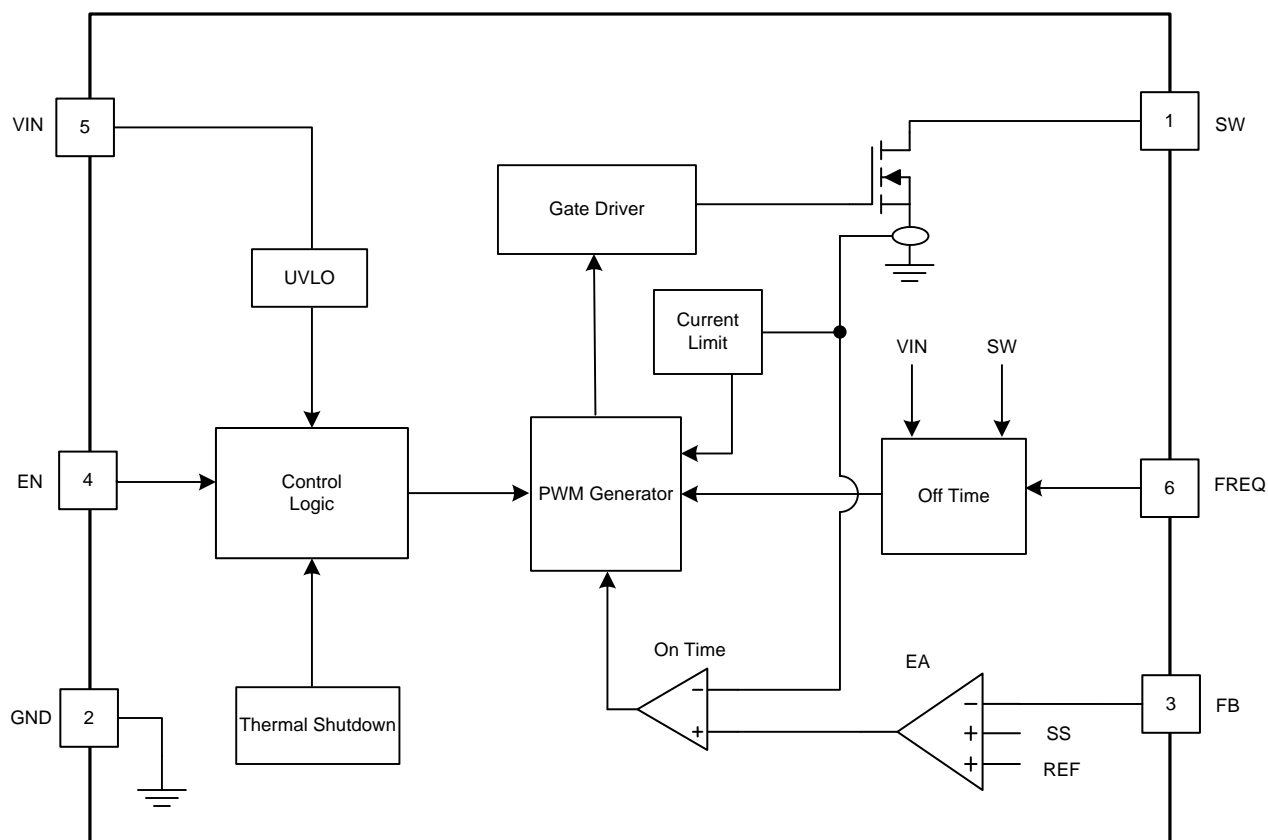 VIN
5
1
SW
Gate Driver
UVLO
Current
Limit
VIN
SW
EN
4
Control
Logic
PWM Generator
Off Time
6
FREQ
On Time
EA
−
+
−
+
+
SS
REF
3
FB
GND
2
Thermal Shutdown